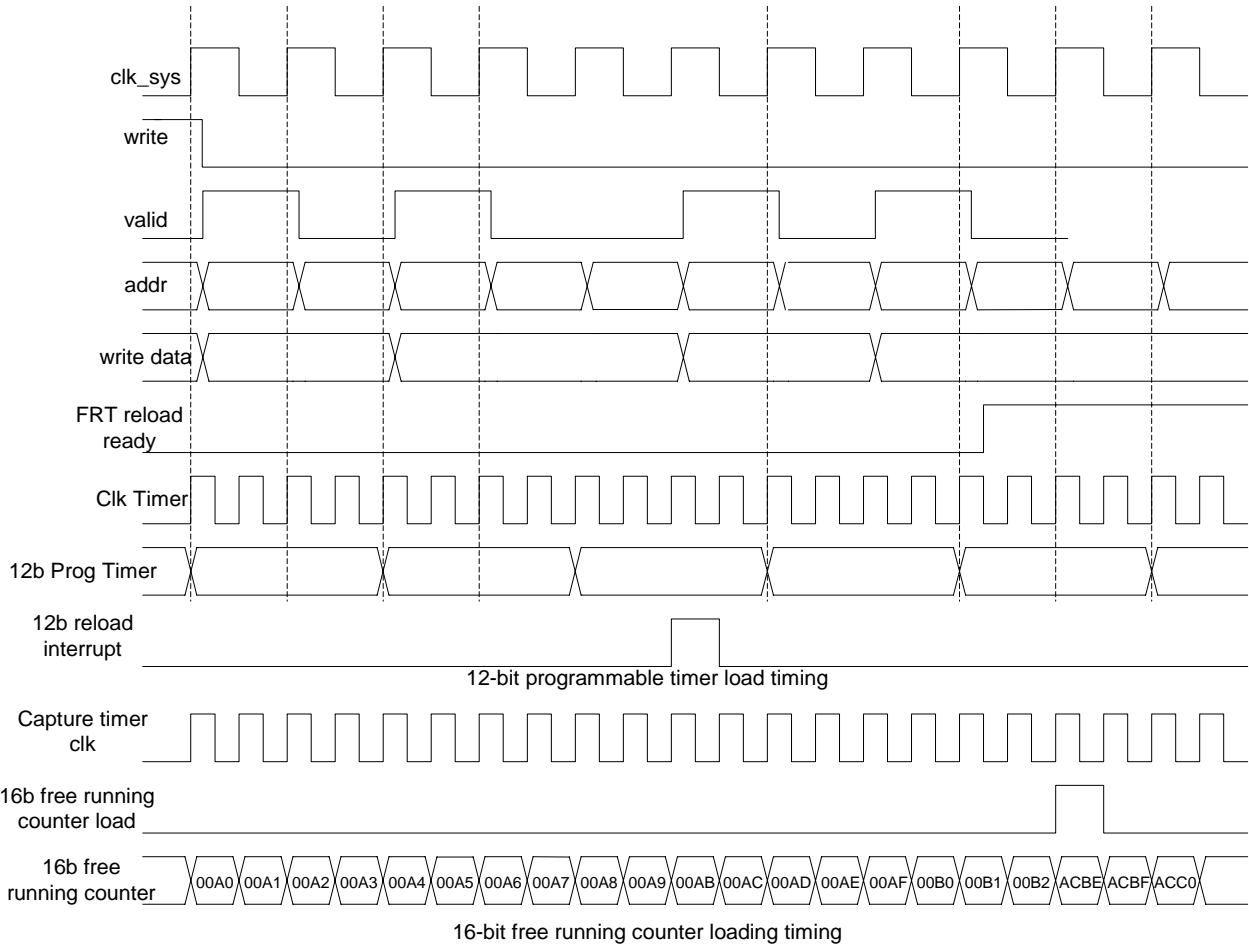 clk_sys
write
valid
addr
write data
FRT reload
ready
Clk Timer
12b Prog Timer
12b reload
interrupt
12-bit programmable timer load timing
Capture timer
clk
16b free running
counter load
16b free
running counter
00A0 00A1 00A2 00A3 00A4 00A5 00A6 00A7 00A8 00A9 00AB 00AC 00AD 00AE 00AF 00B0 00B1 00B2 ACBE ACBF ACC0
16-bit free running counter loading timing